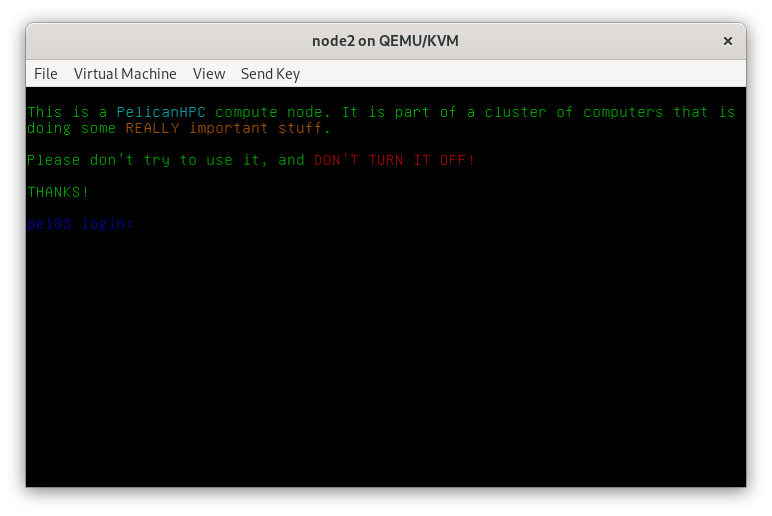 node2 on QEMU/KVM
File Virtual Machine View Send Key
This is a PelicanHPC compute node. It is part of a cluster of computers that is
doing some REALLY important stuff.
Please don't try to use it, and DON'T TURN IT OFF!
THANKS!
pel63 login: